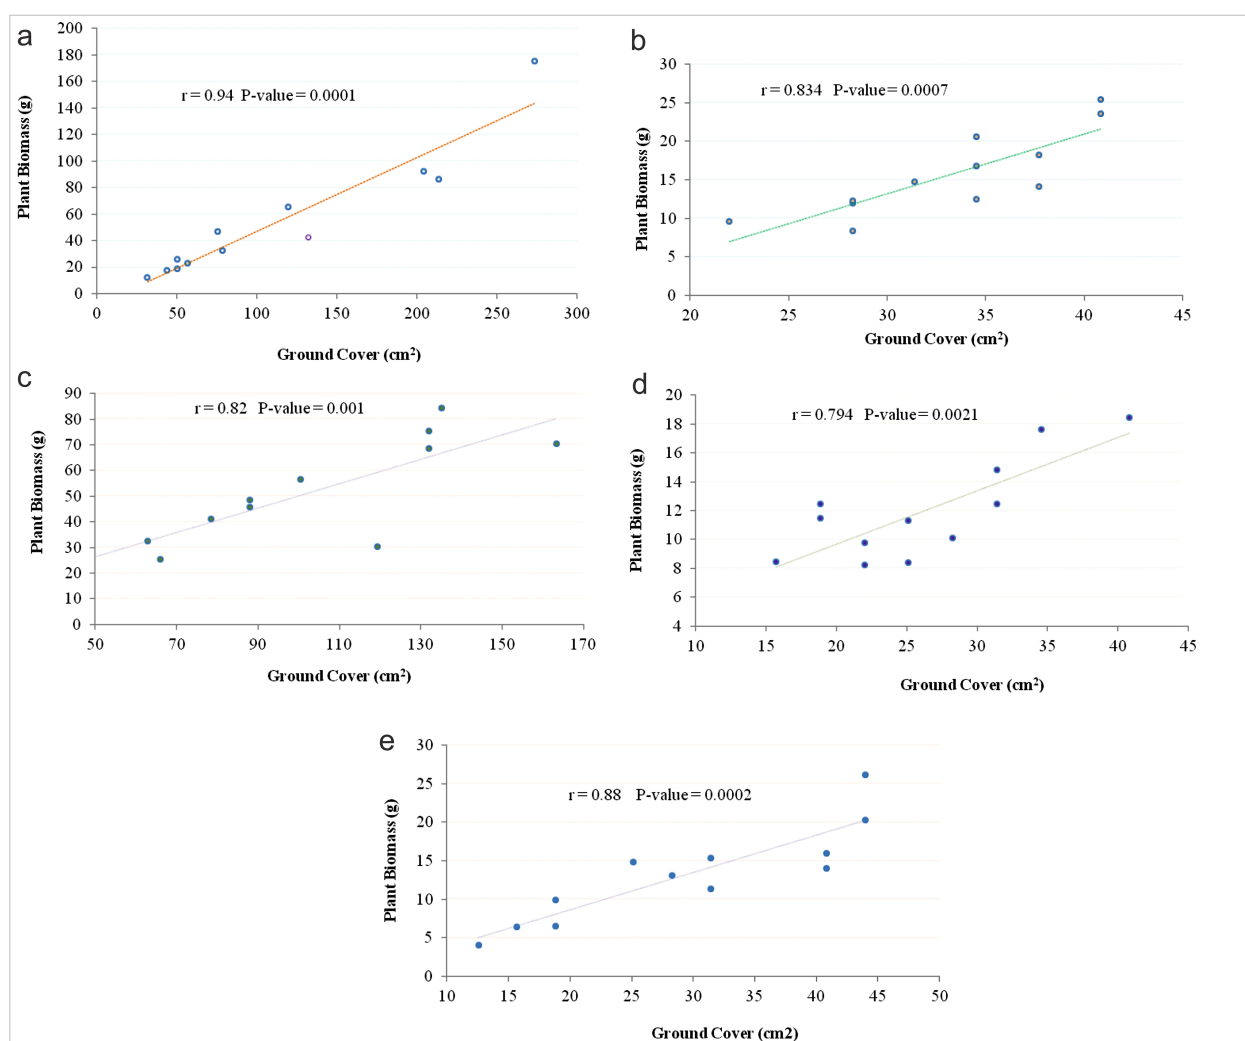 a
200
180
160
140
120
100
80
60
40
20
0
Plant Biomass (g)
r = 0.94 P-value = 0.0001
0 50 100 150 200 250 300
Ground Cover (cm²)
b
30
25
20
15
10
5
0
Plant Biomass (g)
r = 0.834 P-value = 0.0007
20 25 30 35 40 45
Ground Cover (cm²)
c
90
80
70
60
50
40
30
20
10
0
Plant Biomass (g)
r = 0.82 P-value = 0.001
50 70 90 110 130 150 170
Ground Cover (cm²)
d
20
18
16
14
12
10
8
6
4
Plant Biomass (g)
r = 0.794 P-value = 0.0021
10 15 20 25 30 35 40 45
Ground Cover (cm²)
e
30
25
20
15
10
5
0
Plant Biomass (g)
r = 0.88 P-value = 0.0002
10 15 20 25 30 35 40 45 50
Ground Cover (cm2)